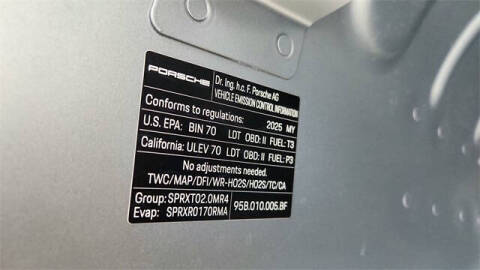 PORSCHE
Dr. Ing. h.c. F. Porsche AG
VEHICLE EMISSION CONTROL INFORMATION
Conforms to regulations: 2025 MY
U.S. EPA: BIN 70 LDT OBD: II FUEL: T3
California: ULEV 70 LDT OBD: II FUEL: P3
No adjustments needed.
TWC/MAP/DFI/WR-HO2S/HO2S/TC/CA
Group: SPRXT02.0MR4
Evap: SPRXR0170RMA
95B.010.005.BF